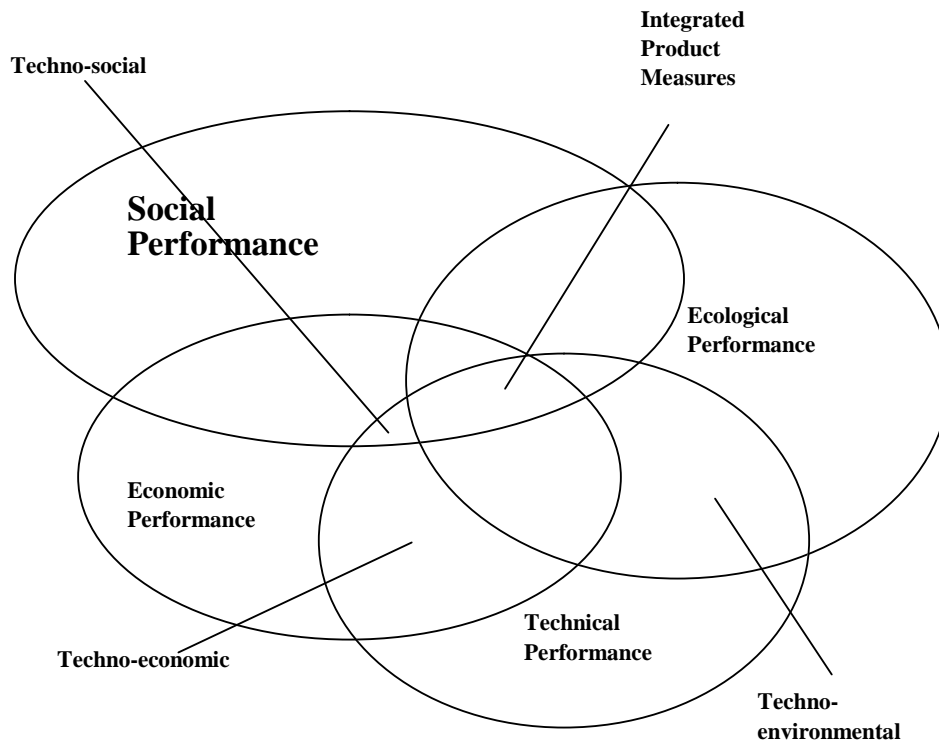 Integrated
Product
Measures
Techno-social
Social
Performance
Ecological
Performance
Economic
Performance
Technical
Performance
Techno-economic
Techno-
environmental